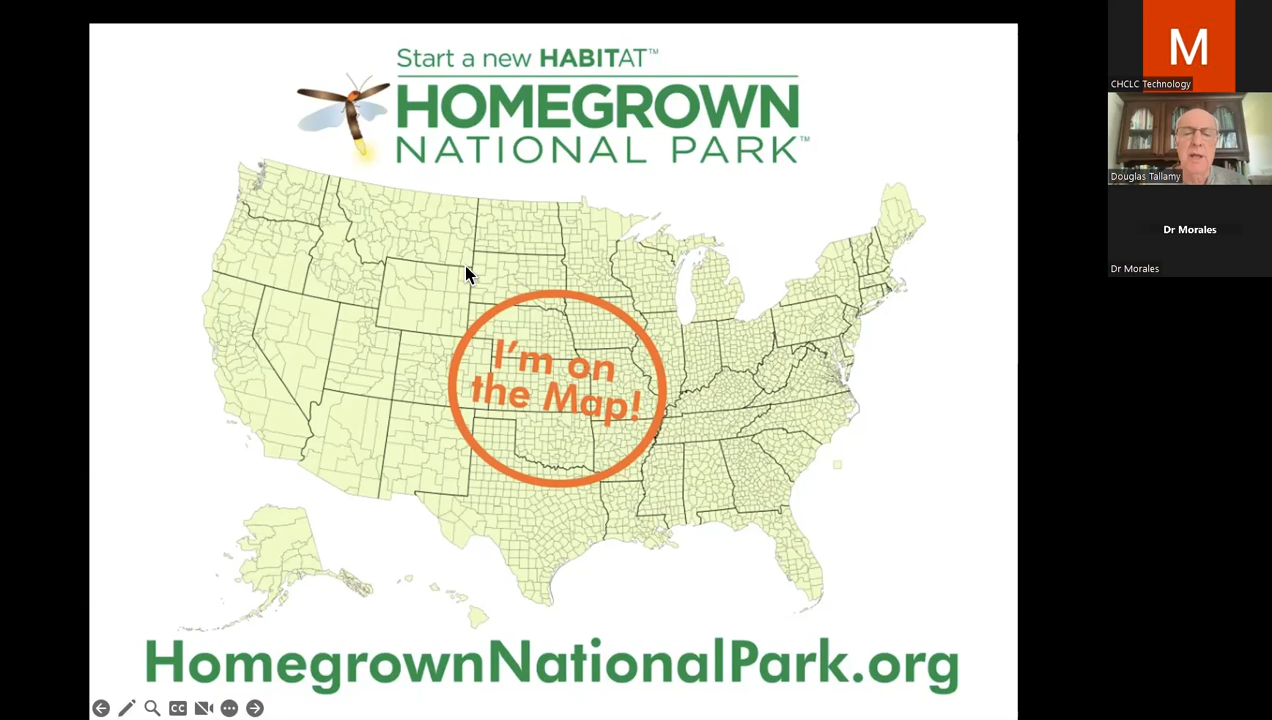 Start a new HABITAT™
HOMEGROWN
NATIONAL PARK™
I'm on
the Map!
HomegrownNationalPark.org
CC
M
CHCLC Technology
Douglas Tallamy
Dr Morales
Dr Morales